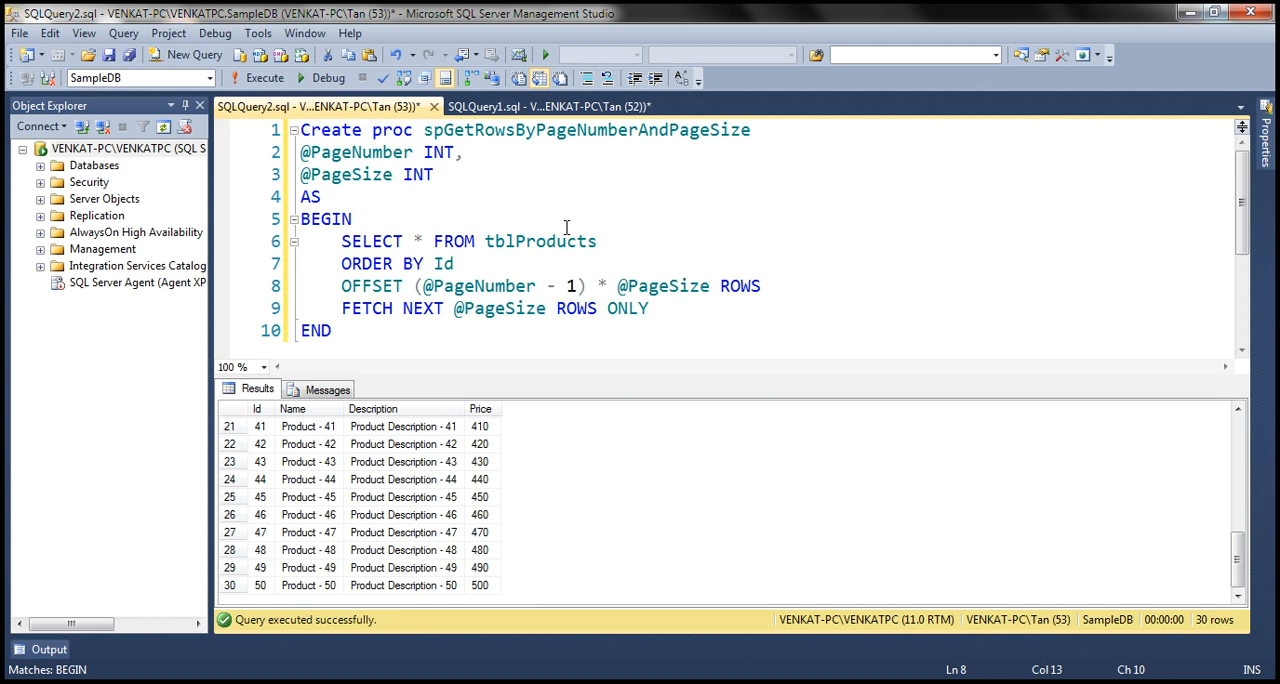 SQLQuery2.sql - VENKAT-PC\VENKATPC.SampleDB (VENKAT-PC\Tan (53))* - Microsoft SQL Server Management Studio
File Edit View Query Project Debug Tools Window Help
New Query
SampleDB Execute Debug
Object Explorer
SQLQuery2.sql - V...ENKAT-PC\Tan (53))* SQLQuery1.sql - V...ENKAT-PC\Tan (52))*
Connect
VENKAT-PC\VENKATPC (SQL S
Databases
Security
Server Objects
Replication
AlwaysOn High Availability
Management
Integration Services Catalog
SQL Server Agent (Agent XP
Properties
1 Create proc spGetRowsByPageNumberAndPageSize
2 @PageNumber INT,
3 @PageSize INT
4 AS
5 BEGIN
6 SELECT * FROM tblProducts
7 ORDER BY Id
8 OFFSET (@PageNumber - 1) * @PageSize ROWS
9 FETCH NEXT @PageSize ROWS ONLY
10 END
100 %
Results Messages
Id Name Description Price
21 41 Product - 41 Product Description - 41 410
22 42 Product - 42 Product Description - 42 420
23 43 Product - 43 Product Description - 43 430
24 44 Product - 44 Product Description - 44 440
25 45 Product - 45 Product Description - 45 450
26 46 Product - 46 Product Description - 46 460
27 47 Product - 47 Product Description - 47 470
28 48 Product - 48 Product Description - 48 480
29 49 Product - 49 Product Description - 49 490
30 50 Product - 50 Product Description - 50 500
Query executed successfully. VENKAT-PC\VENKATPC (11.0 RTM) VENKAT-PC\Tan (53) SampleDB 00:00:00 30 rows
Output
Matches: BEGIN Ln 8 Col 13 Ch 10 INS